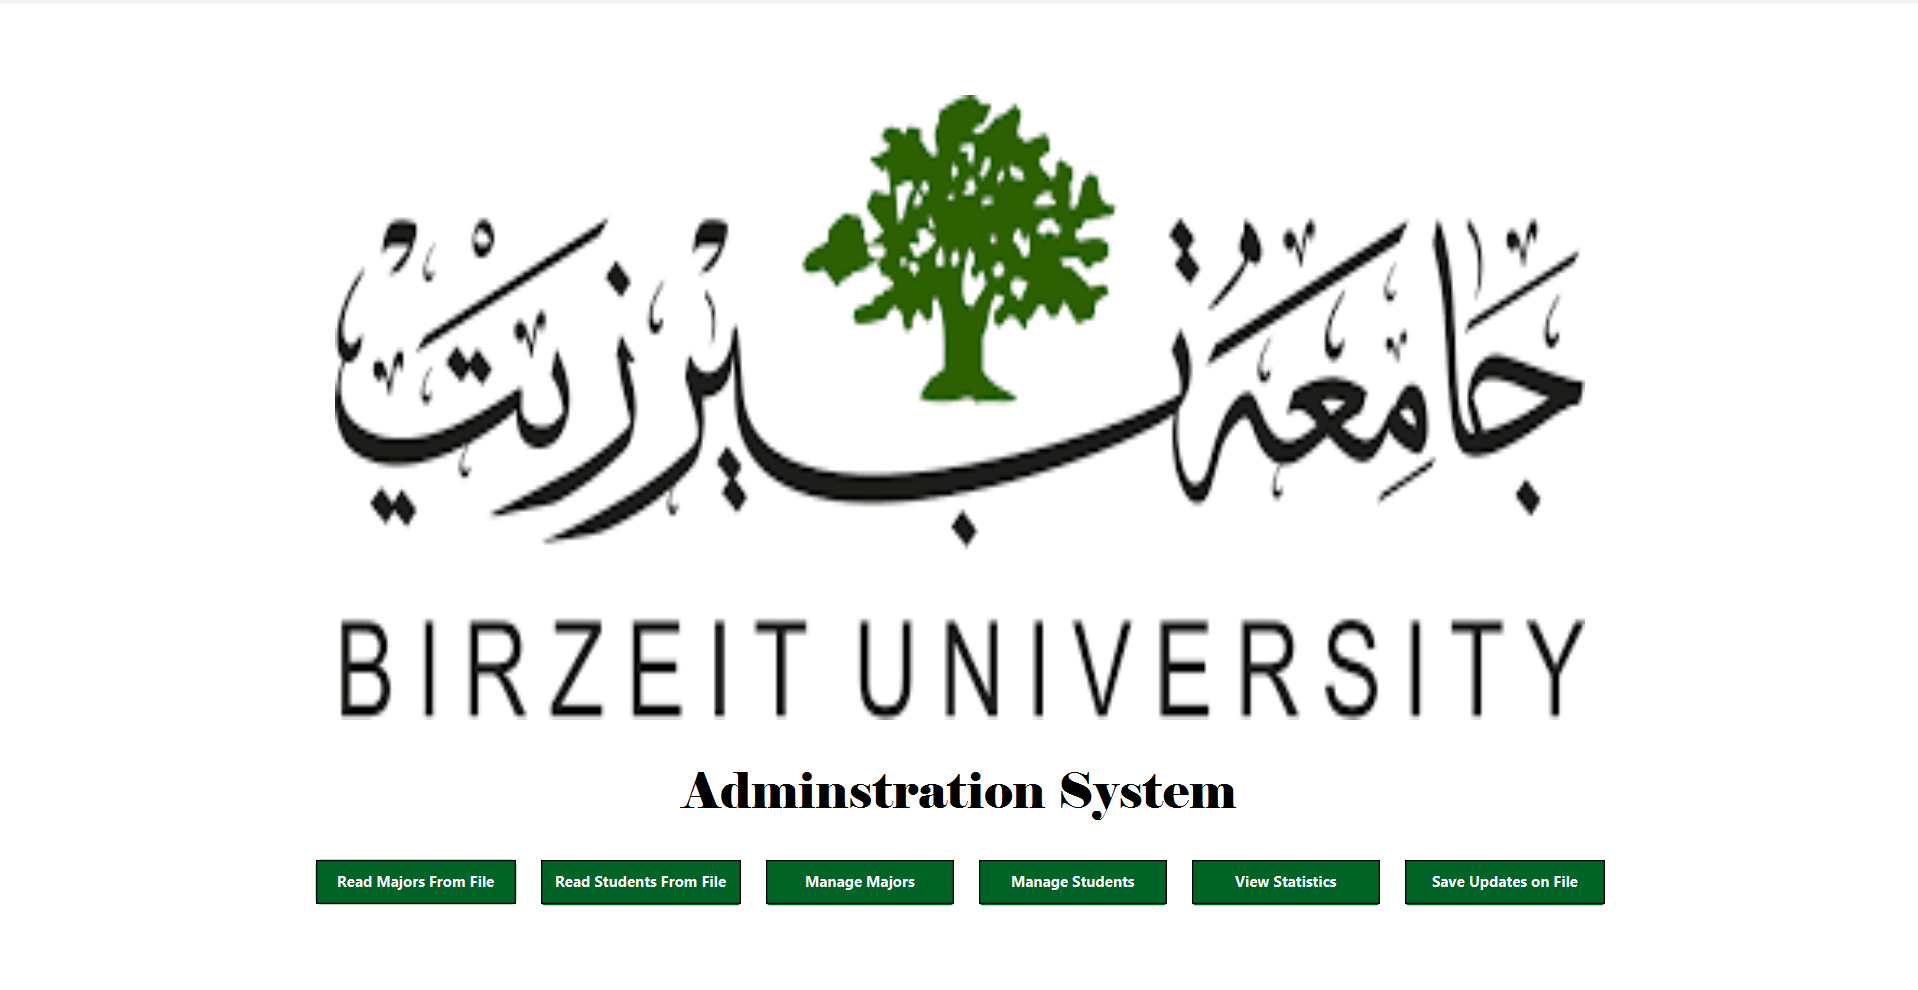 جامعة بيرزيت
BIRZEIT UNIVERSITY
Adminstration System
Read Majors From File
Read Students From File
Manage Majors
Manage Students
View Statistics
Save Updates on File